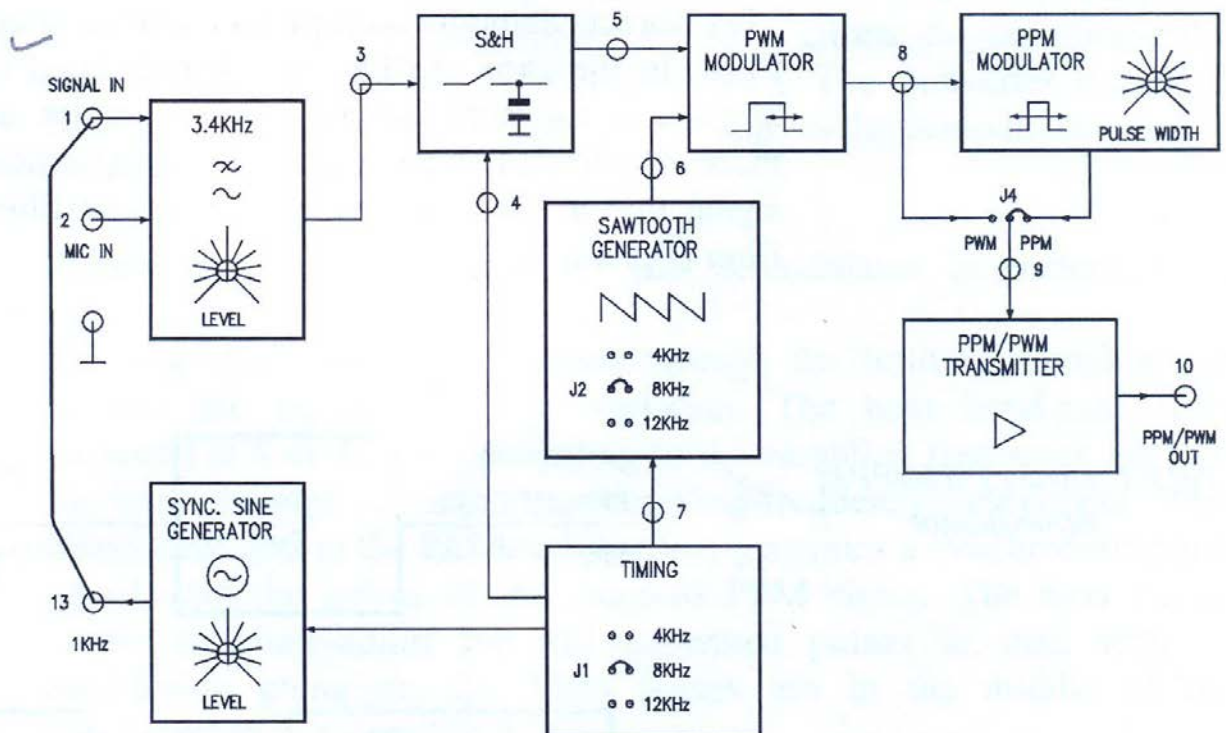 SIGNAL IN
1
2
MIC IN
3.4KHz
LEVEL
3
S&H
4
5
PWM
MODULATOR
6
8
PPM
MODULATOR
PULSE WIDTH
J4
PWM
PPM
9
SAWTOOTH
GENERATOR
4KHz
J2
8KHz
12KHz
PPM/PWM
TRANSMITTER
10
PPM/PWM
OUT
7
SYNC. SINE
GENERATOR
LEVEL
13
1KHz
TIMING
4KHz
J1
8KHz
12KHz